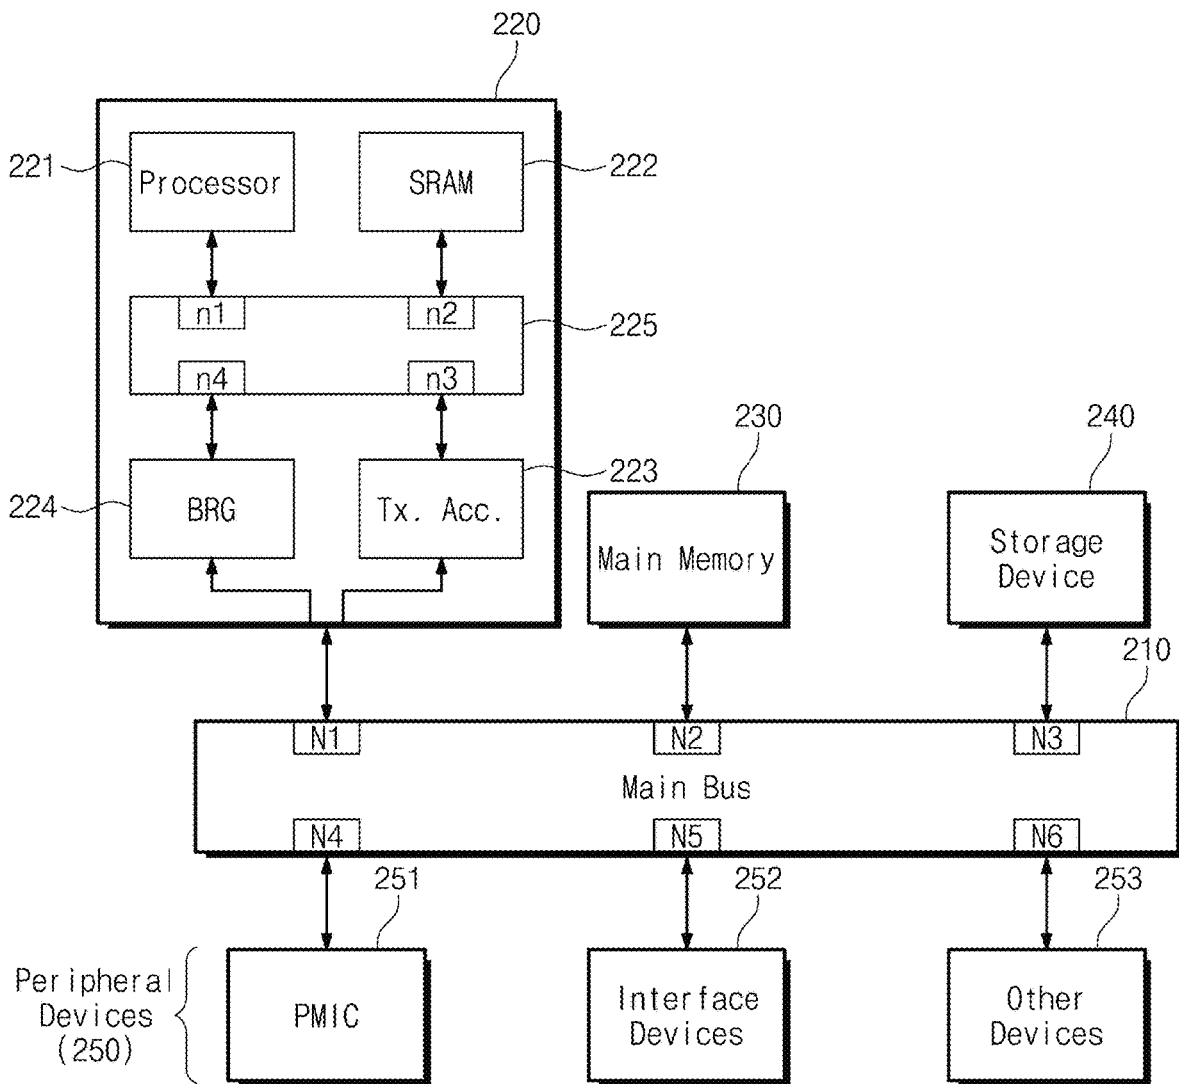 220
221
Processor
SRAM
222
n1
n2
225
n4
n3
224
BRG
Tx. Acc.
223
230
240
Main Memory
Storage
Device
210
N1
N2
N3
Main Bus
N4
N5
N6
251
252
253
Peripheral
Devices
(250)
PMIC
Interface
Devices
Other
Devices